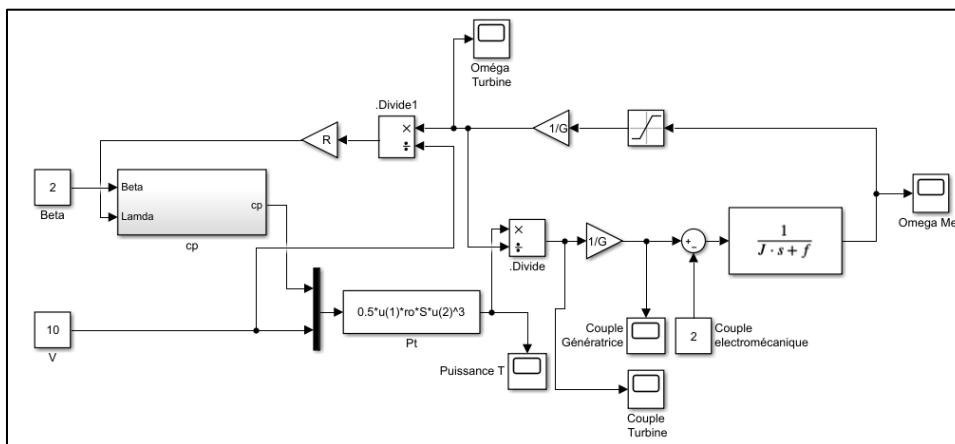 Oméga
Turbine
.Divide1
×
÷
R
1/G
2
Beta
Beta
Lamda
cp
cp
Omega Me
×
÷
.Divide
1/G
+
−
1
J · s + f
10
V
0.5*u(1)*ro*S*u(2)^3
Pt
Puissance T
Couple
Génératrice
2
Couple
electromécanique
Couple
Turbine